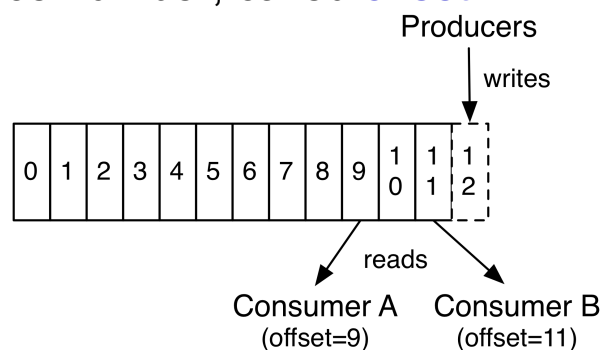 Producers
writes
0 1 2 3 4 5 6 7 8 9 10 11 12
reads
Consumer A
(offset=9)
Consumer B
(offset=11)